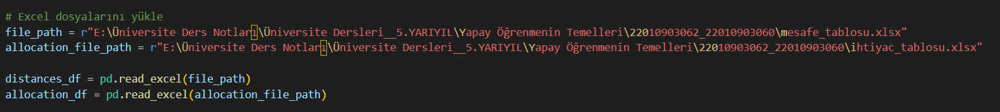 # Excel dosyalarını yükle
file_path = r"E:\Üniversite Ders Notları\Üniversite Dersleri__5.YARIYIL\Yapay Öğrenmenin Temelleri\22010903062_22010903060\mesafe_tablosu.xlsx"
allocation_file_path = r"E:\Üniversite Ders Notları\Üniversite Dersleri__5.YARIYIL\Yapay Öğrenmenin Temelleri\22010903062_22010903060\ihtiyac_tablosu.xlsx"
distances_df = pd.read_excel(file_path)
allocation_df = pd.read_excel(allocation_file_path)